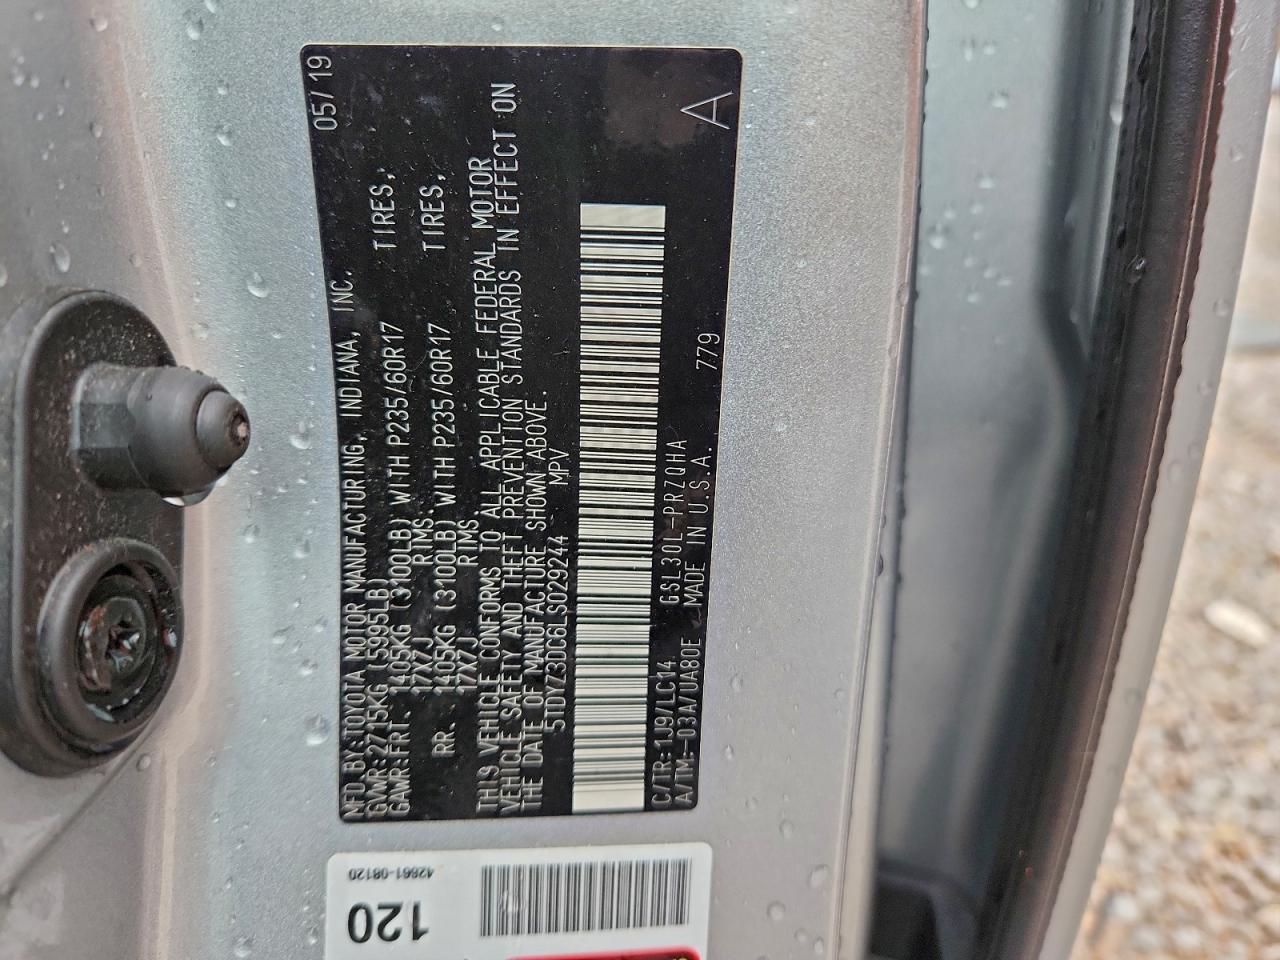 MFD.BY:TOYOTA MOTOR MANUFACTURING, INDIANA, INC. 05/19
GVWR:2715KG (5995LB)
GAWR:FRT. 1405KG (3100LB) WITH P235/60R17 TIRES,
17X7J RIMS.
RR. 1405KG (3100LB) WITH P235/60R17 TIRES,
17X7J RIMS
THIS VEHICLE CONFORMS TO ALL APPLICABLE FEDERAL MOTOR
VEHICLE SAFETY AND THEFT PREVENTION STANDARDS IN EFFECT ON
THE DATE OF MANUFACTURE SHOWN ABOVE.
5TDYZ3DC6LS029244 MPV
C/TR:1J9/LC14 GSL30L-PRZQHA
A/TM:-03A/UA80E MADE IN U.S.A. 779 A
42661-08120
120